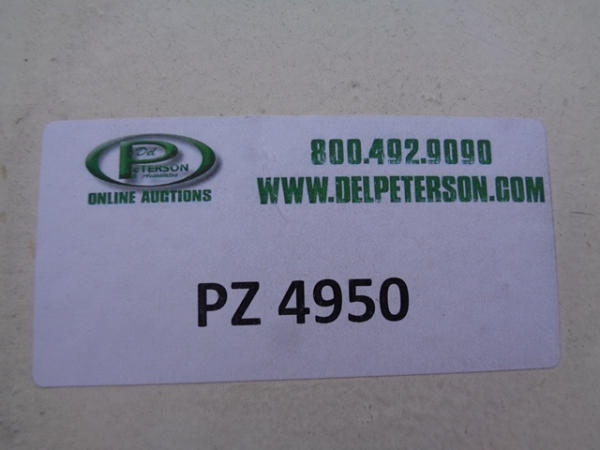 Del
PETERSON
ONLINE AUCTIONS
800.492.9090
WWW.DELPETERSON.COM
PZ 4950